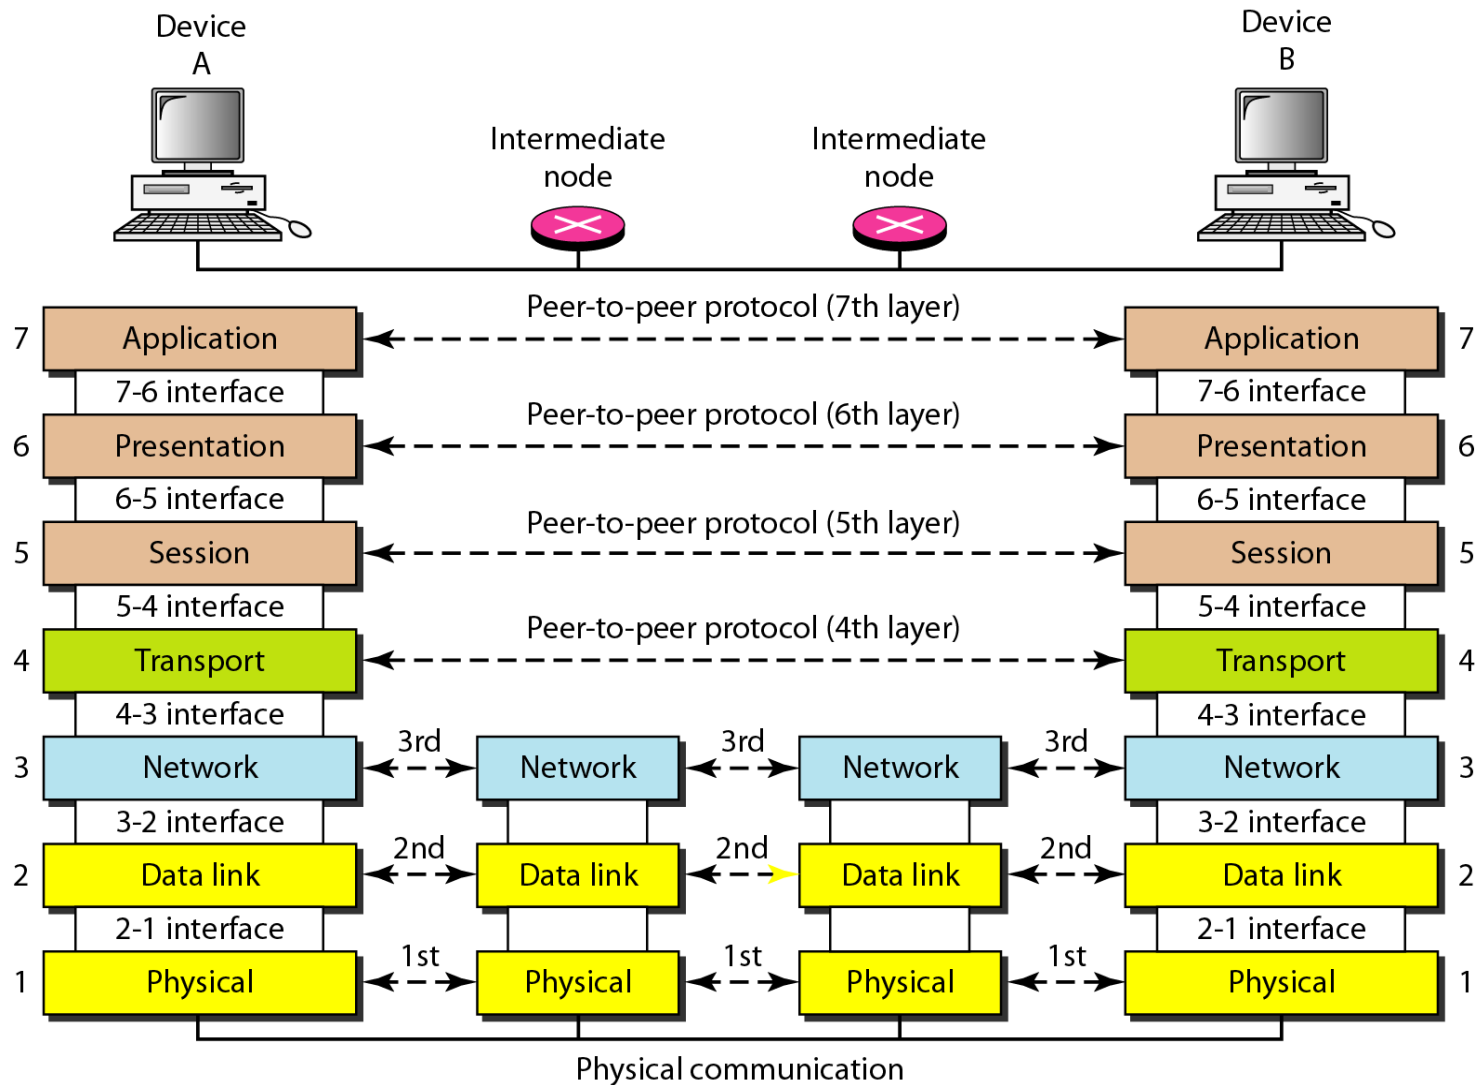 Device
A
Device
B
Intermediate
node
Intermediate
node
Peer-to-peer protocol (7th layer)
7 Application Application 7
7-6 interface 7-6 interface
Peer-to-peer protocol (6th layer)
6 Presentation Presentation 6
6-5 interface 6-5 interface
Peer-to-peer protocol (5th layer)
5 Session Session 5
5-4 interface 5-4 interface
Peer-to-peer protocol (4th layer)
4 Transport Transport 4
4-3 interface 4-3 interface
3rd 3rd 3rd
3 Network Network Network Network 3
3-2 interface 3-2 interface
2nd 2nd 2nd
2 Data link Data link Data link Data link 2
2-1 interface 2-1 interface
1st 1st 1st
1 Physical Physical Physical Physical 1
Physical communication